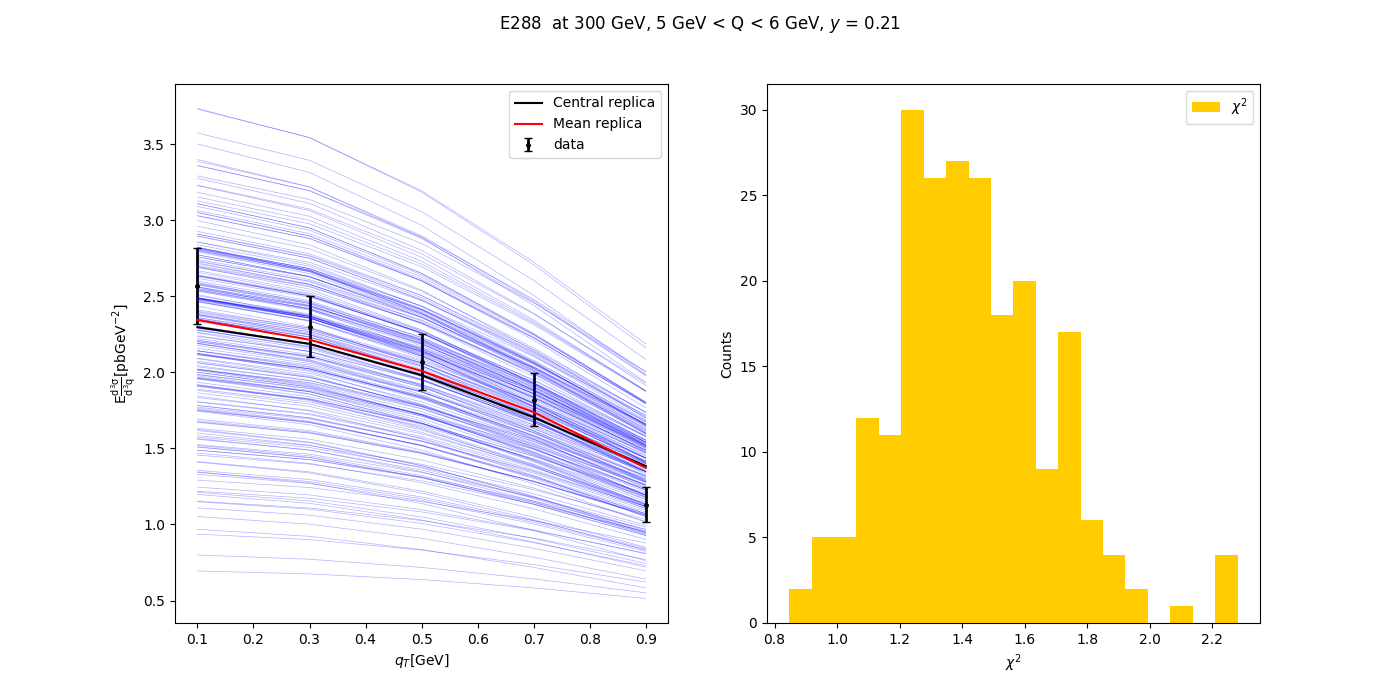 E288 at 300 GeV, 5 GeV < Q < 6 GeV, y = 0.21
Central replica
Mean replica
data
3.5
3.0
2.5
2.0
1.5
1.0
0.5
E d³σ/d³q [pbGeV⁻²]
0.1 0.2 0.3 0.4 0.5 0.6 0.7 0.8 0.9
q_T[GeV]
χ²
30
25
20
15
10
5
0
Counts
0.8 1.0 1.2 1.4 1.6 1.8 2.0 2.2
χ²